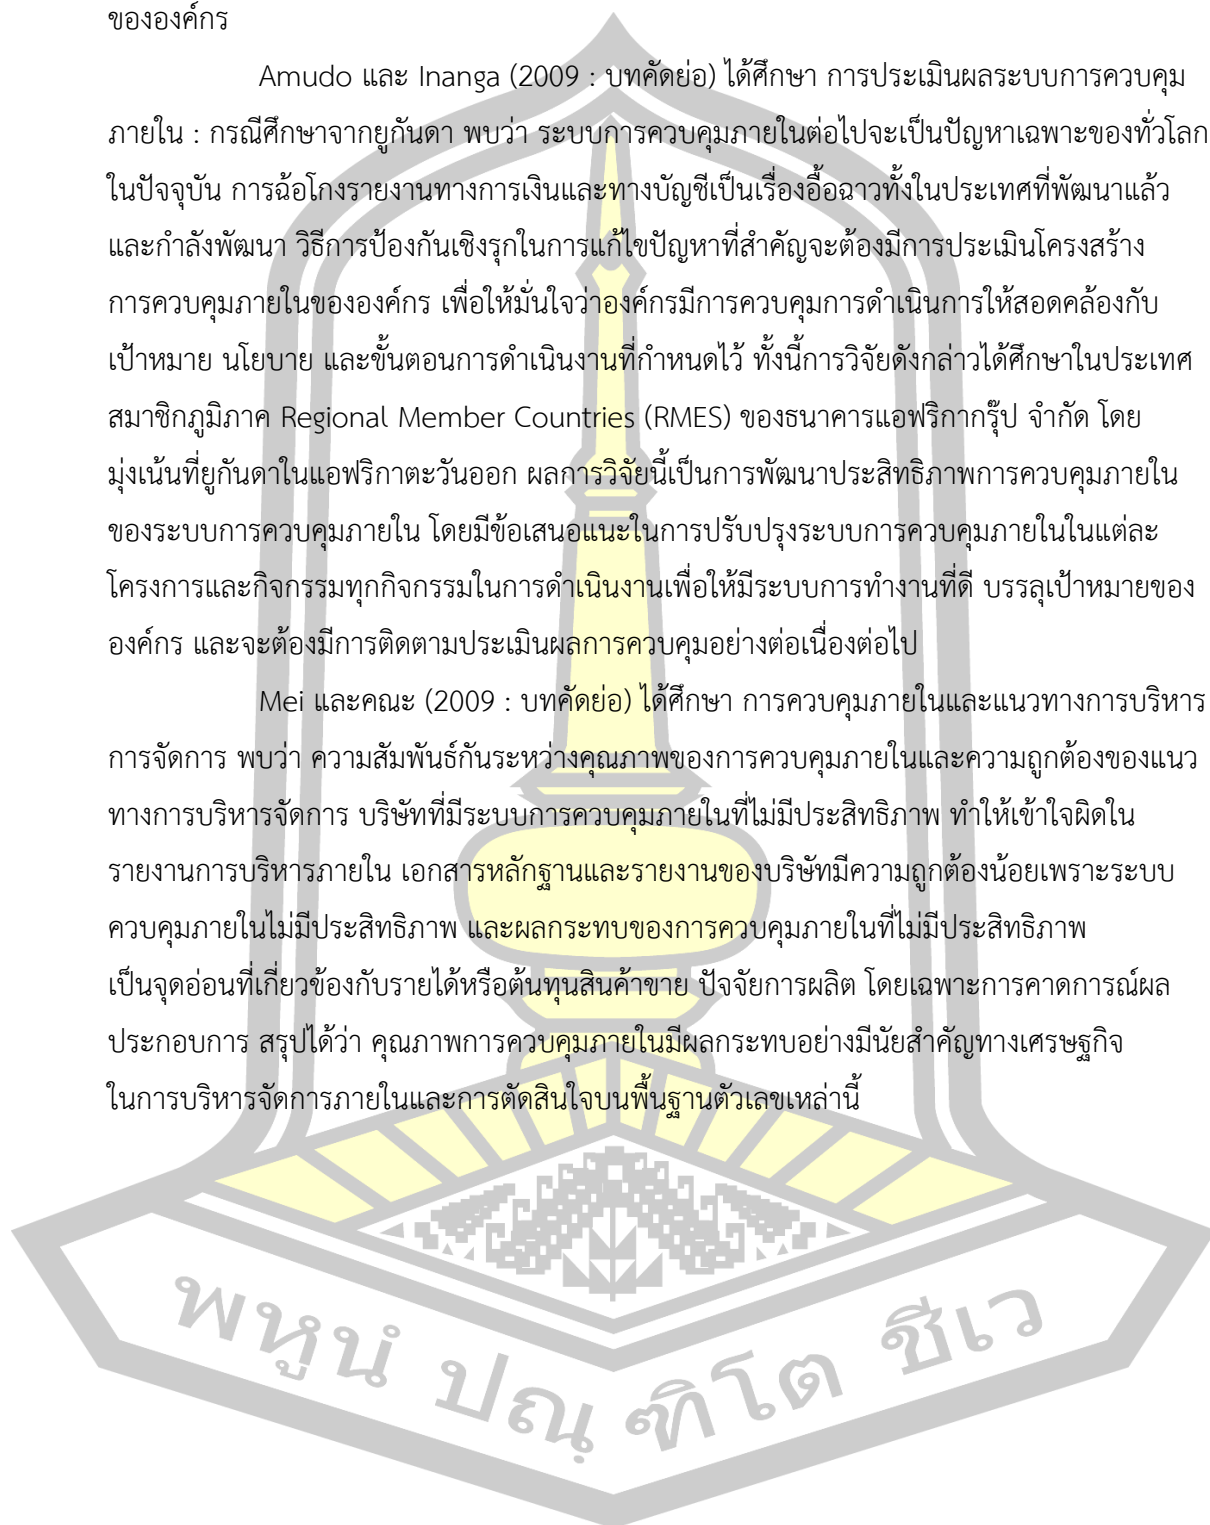 ขององค์กร
Amudo และ Inanga (2009 : บทคัดย่อ) ได้ศึกษา การประเมินผลระบบการควบคุม
ภายใน : กรณีศึกษาจากยูกันดา พบว่า ระบบการควบคุมภายในต่อไปจะเป็นปัญหาเฉพาะของทั่วโลก
ในปัจจุบัน การฉ้อโกงรายงานทางการเงินและทางบัญชีเป็นเรื่องอื้อฉาวทั้งในประเทศที่พัฒนาแล้ว
และกำลังพัฒนา วิธีการป้องกันเชิงรุกในการแก้ไขปัญหาที่สำคัญจะต้องมีการประเมินโครงสร้าง
การควบคุมภายในขององค์กร เพื่อให้มั่นใจว่าองค์กรมีการควบคุมการดำเนินการให้สอดคล้องกับ
เป้าหมาย นโยบาย และขั้นตอนการดำเนินงานที่กำหนดไว้ ทั้งนี้การวิจัยดังกล่าวได้ศึกษาในประเทศ
สมาชิกภูมิภาค Regional Member Countries (RMES) ของธนาคารแอฟริกากรุ๊ป จำกัด โดย
มุ่งเน้นที่ยูกันดาในแอฟริกาตะวันออก ผลการวิจัยนี้เป็นการพัฒนาประสิทธิภาพการควบคุมภายใน
ของระบบการควบคุมภายใน โดยมีข้อเสนอแนะในการปรับปรุงระบบการควบคุมภายในในแต่ละ
โครงการและกิจกรรมทุกกิจกรรมในการดำเนินงานเพื่อให้มีระบบการทำงานที่ดี บรรลุเป้าหมายของ
องค์กร และจะต้องมีการติดตามประเมินผลการควบคุมอย่างต่อเนื่องต่อไป
Mei และคณะ (2009 : บทคัดย่อ) ได้ศึกษา การควบคุมภายในและแนวทางการบริหาร
การจัดการ พบว่า ความสัมพันธ์กันระหว่างคุณภาพของการควบคุมภายในและความถูกต้องของแนว
ทางการบริหารจัดการ บริษัทที่มีระบบการควบคุมภายในที่ไม่มีประสิทธิภาพ ทำให้เข้าใจผิดใน
รายงานการบริหารภายใน เอกสารหลักฐานและรายงานของบริษัทมีความถูกต้องน้อยเพราะระบบ
ควบคุมภายในไม่มีประสิทธิภาพ และผลกระทบของการควบคุมภายในที่ไม่มีประสิทธิภาพ
เป็นจุดอ่อนที่เกี่ยวข้องกับรายได้หรือต้นทุนสินค้าขาย ปัจจัยการผลิต โดยเฉพาะการคาดการณ์ผล
ประกอบการ สรุปได้ว่า คุณภาพการควบคุมภายในมีผลกระทบอย่างมีนัยสำคัญทางเศรษฐกิจ
ในการบริหารจัดการภายในและการตัดสินใจบนพื้นฐานตัวเลขเหล่านี้
พหูนํ ปณฺ ฑิโต ชีเว